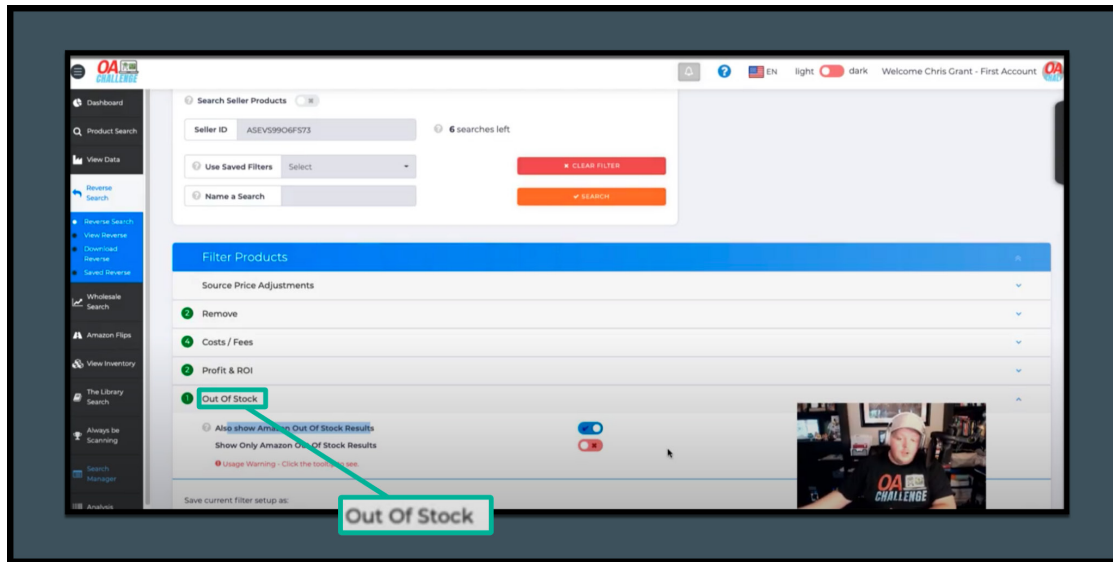 OA
CHALLENGE
EN
light
dark
Welcome Chris Grant - First Account
OA
Dashboard
Product Search
View Data
Reverse
Search
Reverse Search
View Reverse
Download
Reverse
Saved Reverse
Wholesale
Search
Amazon Flips
View Inventory
The Library
Search
Always be
Scanning
Search
Manager
Analysis
Search Seller Products
Seller ID
ASEVS99O6FS73
6 searches left
Use Saved Filters
Select
CLEAR FILTER
Name a Search
SEARCH
Filter Products
Source Price Adjustments
2 Remove
4 Costs / Fees
2 Profit & ROI
1 Out Of Stock
Also show Amazon Out Of Stock Results
Show Only Amazon Out Of Stock Results
Usage Warning - Click the tooltip to see.
Save current filter setup as:
Out Of Stock
OA
CHALLENGE